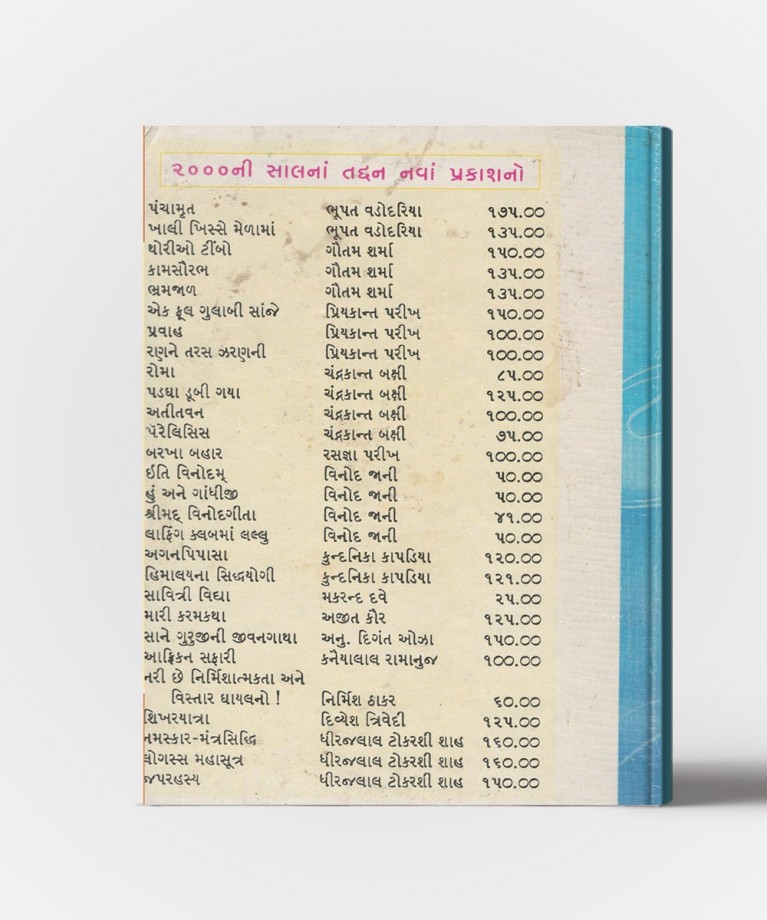 ૨૦૦૦ની સાલનાં તદ્દન નવાં પ્રકાશનો
પંચામૃત ભૂપત વડોદરિયા ૧૭૫.૦૦
ખાલી ખિસ્સે મેળામાં ભૂપત વડોદરિયા ૧૩૫.૦૦
થોરીઓ ટીંબો ગૌતમ શર્મા ૧૫૦.૦૦
કામસૌરભ ગૌતમ શર્મા ૧૩૫.૦૦
ભ્રમજાળ ગૌતમ શર્મા ૧૩૫.૦૦
એક ફૂલ ગુલાબી સાંજે પ્રિયકાન્ત પરીખ ૧૫૦.૦૦
પ્રવાહ પ્રિયકાન્ત પરીખ ૧૦૦.૦૦
રણને તરસ ઝરણની પ્રિયકાન્ત પરીખ ૧૦૦.૦૦
રોમા ચંદ્રકાન્ત બક્ષી ૮૫.૦૦
પડઘા ડૂબી ગયા ચંદ્રકાન્ત બક્ષી ૧૨૫.૦૦
અતીતવન ચંદ્રકાન્ત બક્ષી ૧૦૦.૦૦
પૅરેલિસિસ ચંદ્રકાન્ત બક્ષી ૭૫.૦૦
બરખા બહાર રસજ્ઞા પરીખ ૧૦૦.૦૦
ઈતિ વિનોદમ્ વિનોદ જાની ૫૦.૦૦
હું અને ગાંધીજી વિનોદ જાની ૫૦.૦૦
શ્રીમદ્ વિનોદગીતા વિનોદ જાની ૪૧.૦૦
લાફિંગ ક્લબમાં લલ્લુ વિનોદ જાની ૫૦.૦૦
અગનપિપાસા કુન્દનિકા કાપડિયા ૧૨૦.૦૦
હિમાલયના સિદ્ધયોગી કુન્દનિકા કાપડિયા ૧૨૧.૦૦
સાવિત્રી વિદ્યા મકરન્દ દવે ૨૫.૦૦
મારી કરમકથા અજીત કૌર ૧૨૫.૦૦
સાને ગુરુજીની જીવનગાથા અનુ. દિગંત ઓઝા ૧૫૦.૦૦
આફ્રિકન સફારી કનૈયાલાલ રામાનુજ ૧૦૦.૦૦
નરી છે નિર્મિશાત્મકતા અને
વિસ્તાર ઘાયલનો ! નિર્મિશ ઠાકર ૬૦.૦૦
શિખરયાત્રા દિવ્યેશ ત્રિવેદી ૧૨૫.૦૦
નમસ્કાર-મંત્રસિદ્ધિ ધીરજલાલ ટોકરશી શાહ ૧૬૦.૦૦
લોગસ્સ મહાસૂત્ર ધીરજલાલ ટોકરશી શાહ ૧૬૦.૦૦
જપરહસ્ય ધીરજલાલ ટોકરશી શાહ ૧૫૦.૦૦